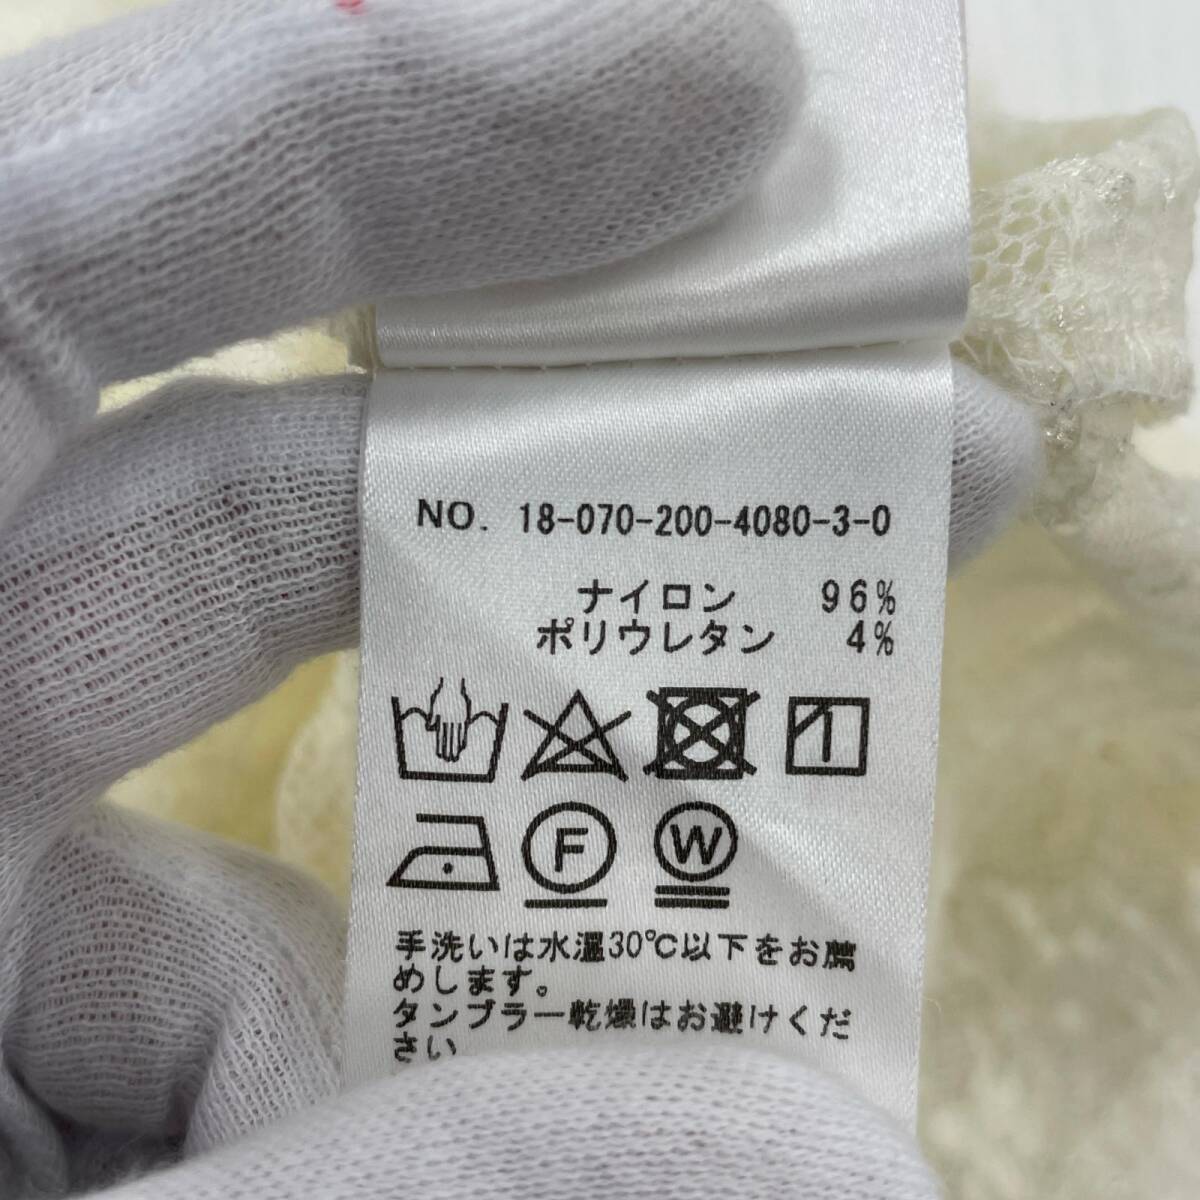 NO. 18-070-200-4080-3-0
ナイロン 96%
ポリウレタン 4%
F W
手洗いは水温30℃以下をお薦
めします。
タンブラー乾燥はお避けくだ
さい